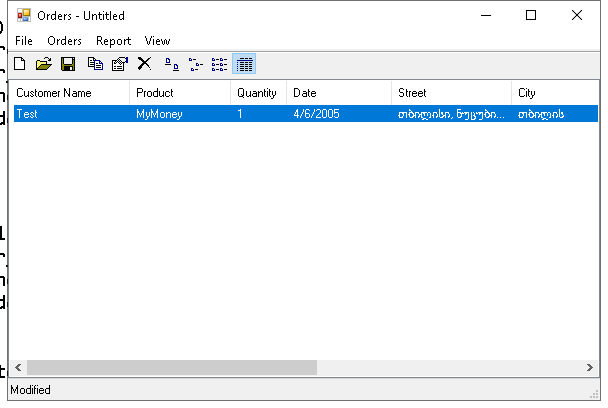 Orders - Untitled
File Orders Report View
Customer Name Product Quantity Date Street City
Test MyMoney 1 4/6/2005 თბილისი, ნუცუბი... თბილის
Modified